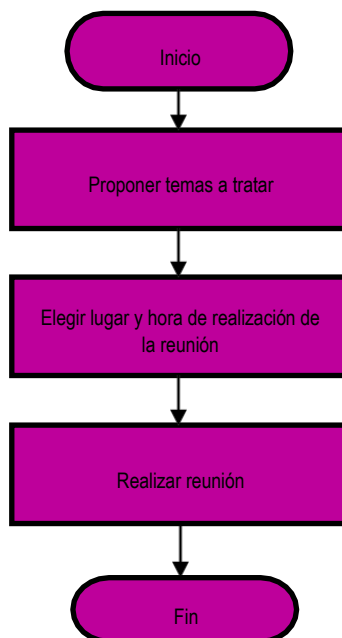 Inicio
Proponer temas a tratar
Elegir lugar y hora de realización de
la reunión
Realizar reunión
Fin